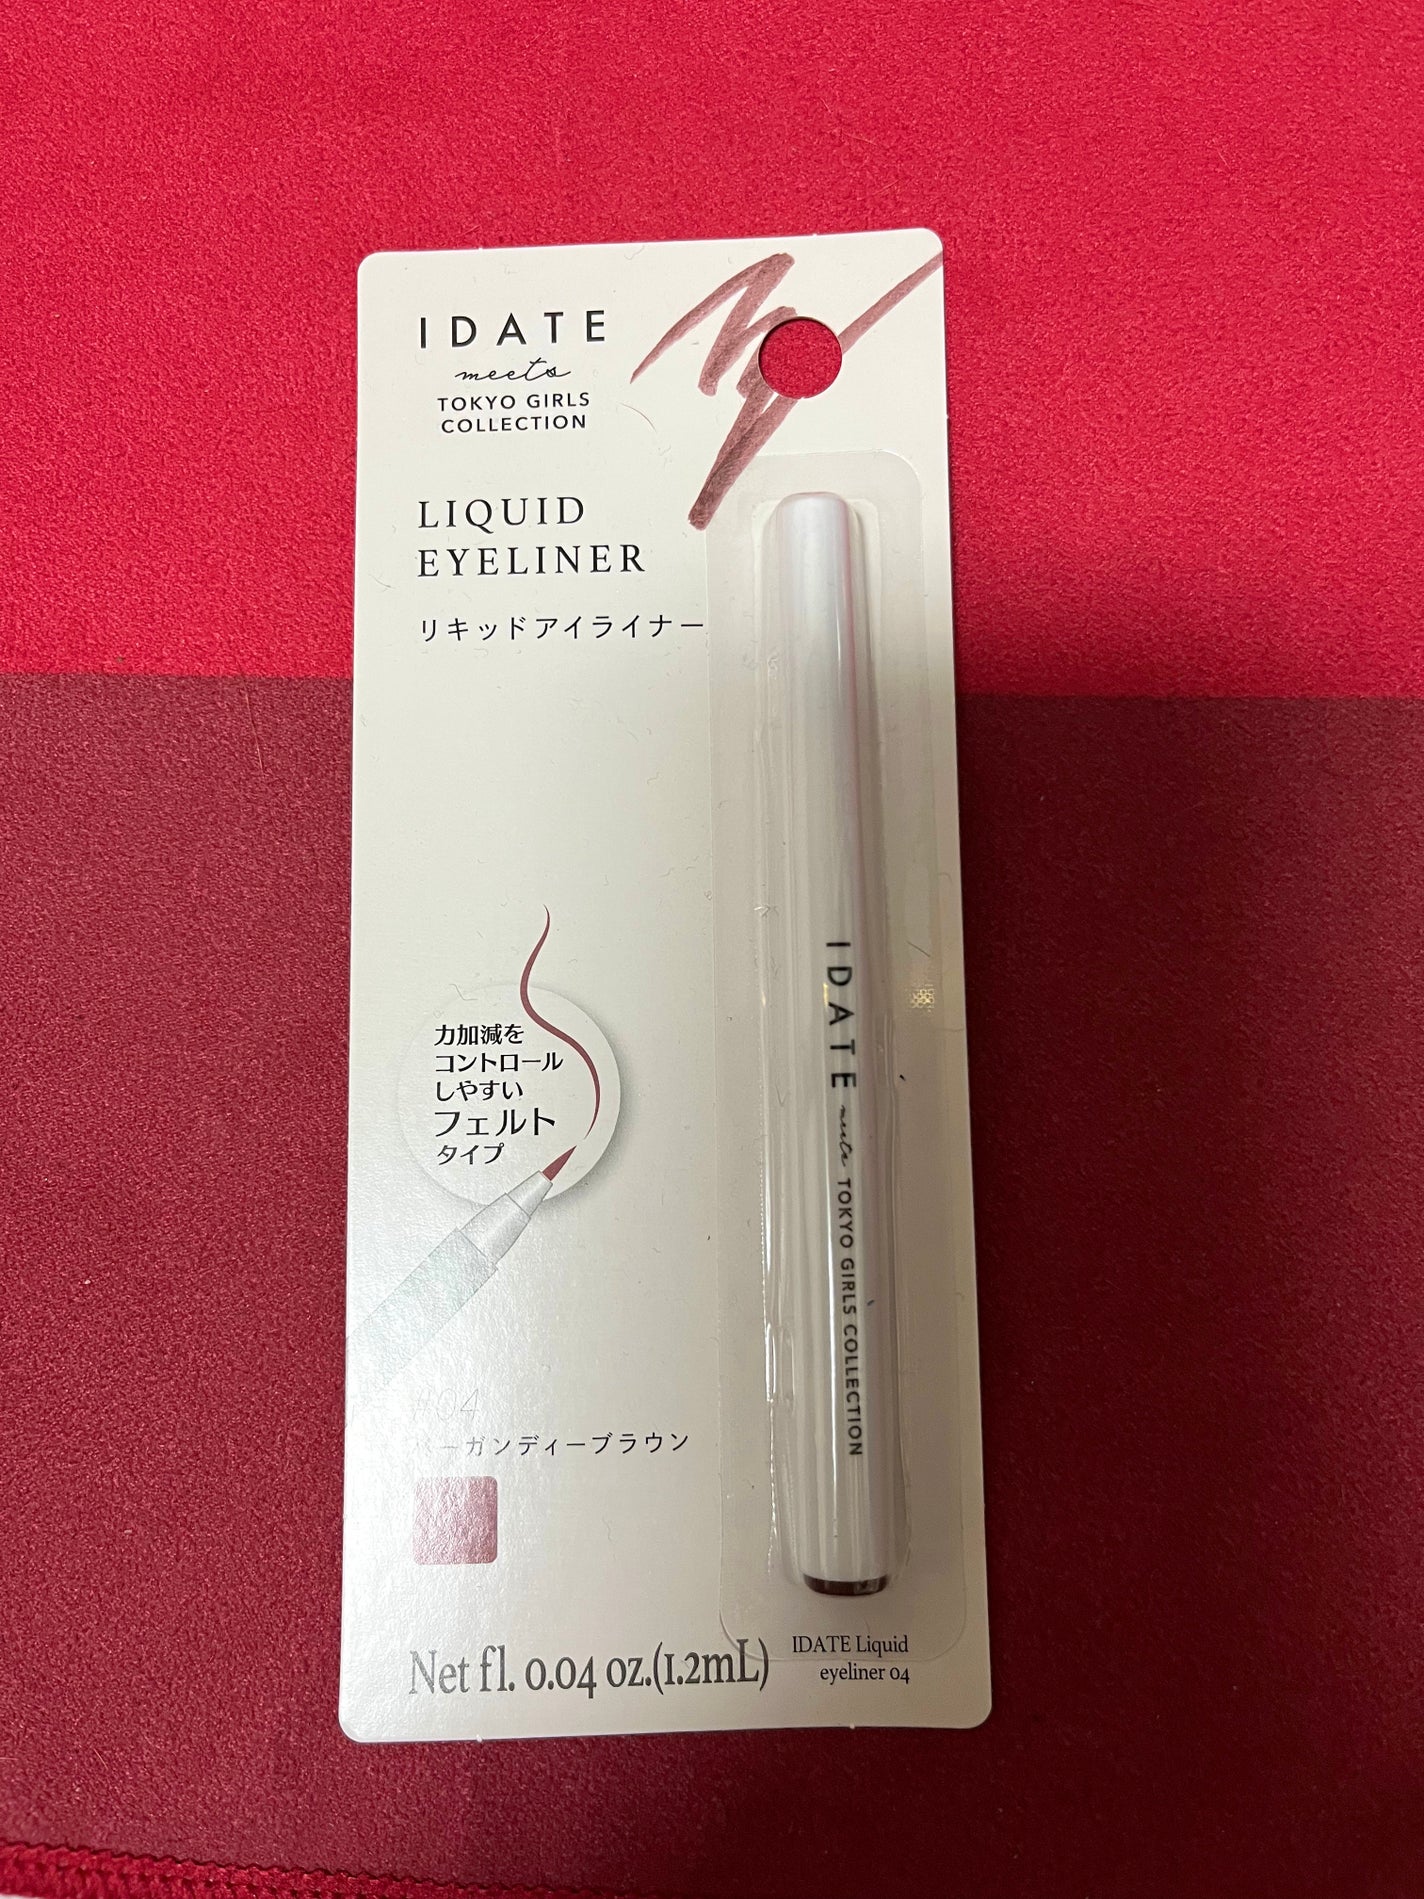 IDATE
meets
TOKYO GIRLS
COLLECTION
LIQUID
EYELINER
リキッドアイライナー
力加減を
コントロール
しやすい
フェルト
タイプ
#04
バーガンディーブラウン
Net fl. 0.04 oz.(1.2mL)
IDATE Liquid
eyeliner 04
IDATE meets TOKYO GIRLS COLLECTION